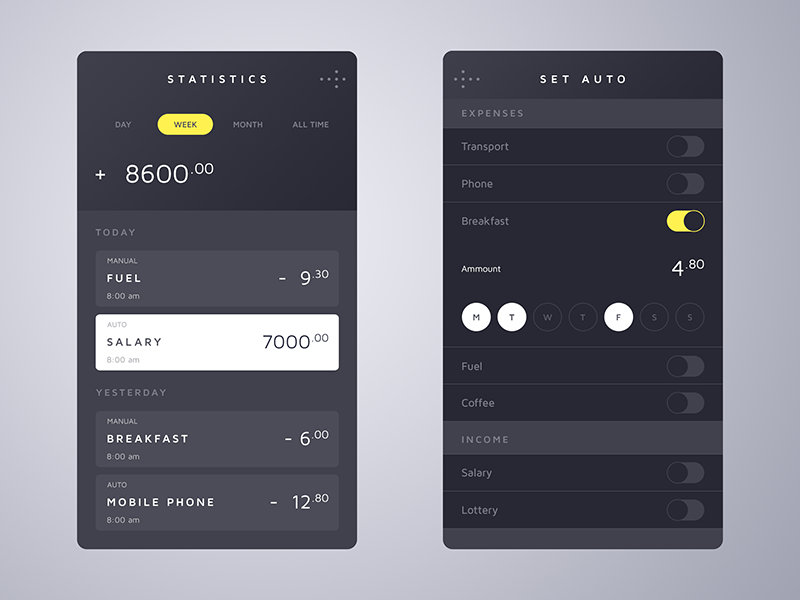 STATISTICS
DAY WEEK MONTH ALL TIME
+ 8600.00
TODAY
MANUAL
FUEL - 9.30
8:00 am
AUTO
SALARY 7000.00
8:00 am
YESTERDAY
MANUAL
BREAKFAST - 6.00
8:00 am
AUTO
MOBILE PHONE - 12.80
8:00 am
SET AUTO
EXPENSES
Transport
Phone
Breakfast
Ammount 4.80
M T W T F S S
Fuel
Coffee
INCOME
Salary
Lottery